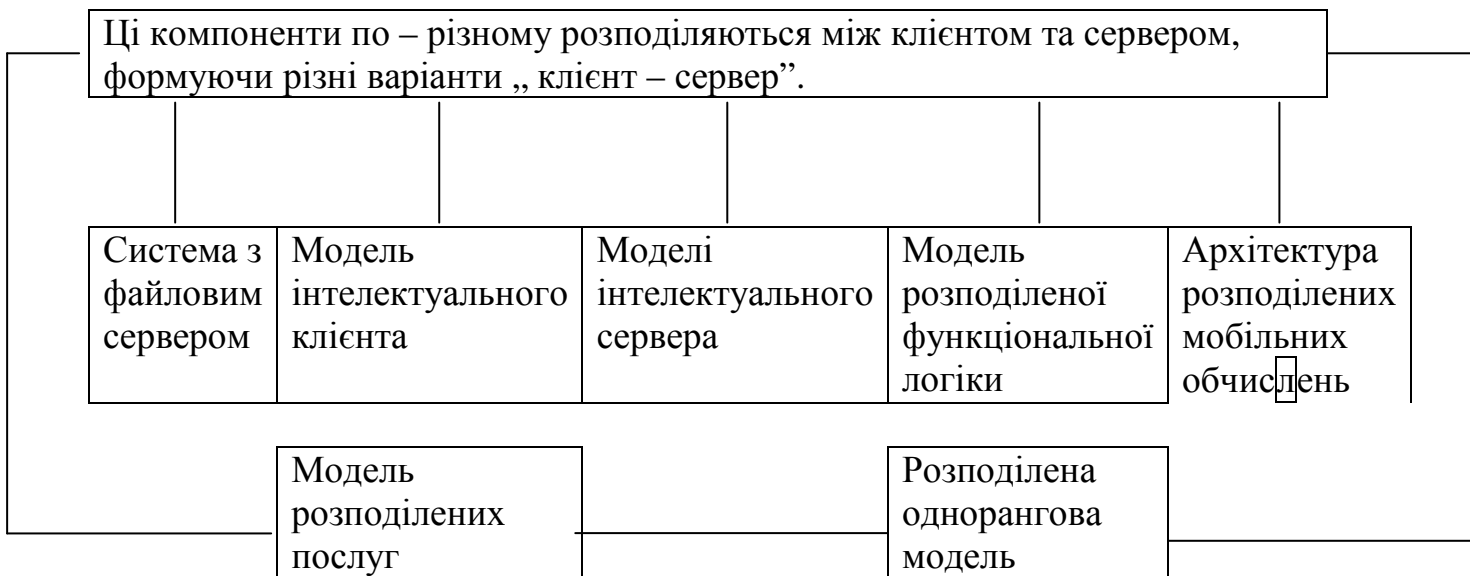 Ці компоненти по – різному розподіляються між клієнтом та сервером,
формуючи різні варіанти „ клієнт – сервер”.
Система з
файловим
сервером
Модель
інтелектуального
клієнта
Моделі
інтелектуального
сервера
Модель
розподіленої
функціональної
логіки
Архітектура
розподілених
мобільних
обчислень
Модель
розподілених
послуг
Розподілена
однорангова
модель